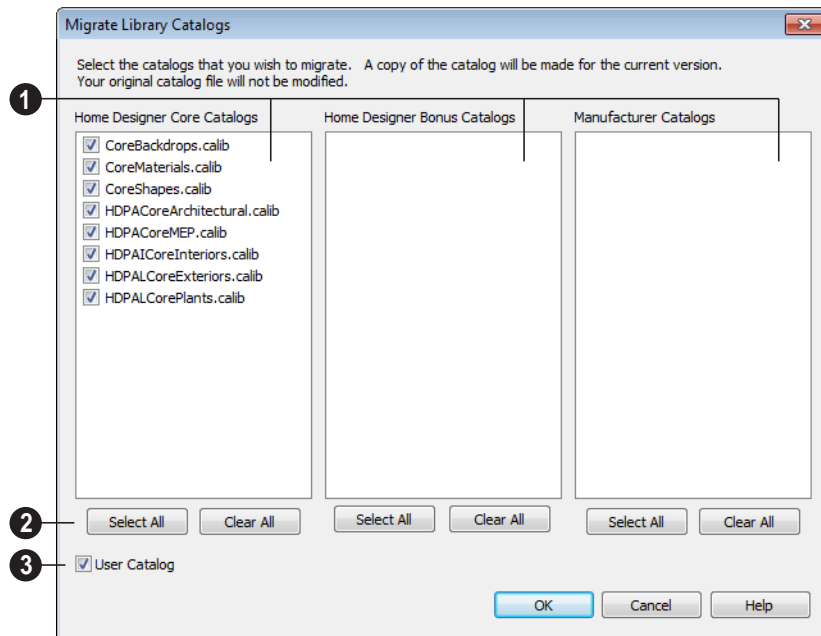 Migrate Library Catalogs
Select the catalogs that you wish to migrate. A copy of the catalog will be made for the current version.
Your original catalog file will not be modified.
1
Home Designer Core Catalogs
Home Designer Bonus Catalogs
Manufacturer Catalogs
CoreBackdrops.calib
CoreMaterials.calib
CoreShapes.calib
HDPACoreArchitectural.calib
HDPACoreMEP.calib
HDPAICoreInteriors.calib
HDPALCoreExteriors.calib
HDPALCorePlants.calib
2
Select All
Clear All
Select All
Clear All
Select All
Clear All
3
User Catalog
OK
Cancel
Help